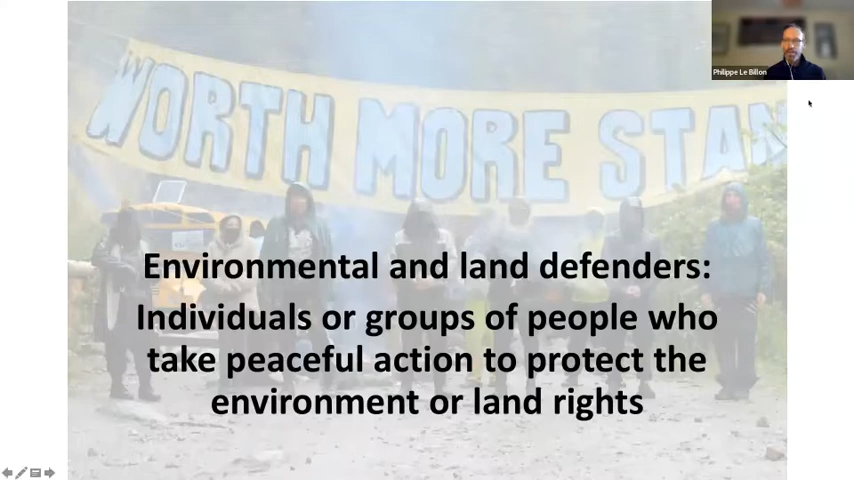 WORTH MORE STAN
Philippe Le Billon
Environmental and land defenders:
Individuals or groups of people who
take peaceful action to protect the
environment or land rights